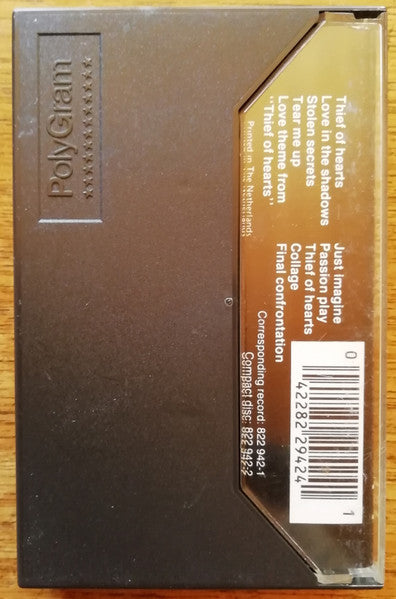 PolyGram
**********
Thief of hearts
Love in the shadows
Stolen secrets
Tear me up
Love theme from
"Thief of hearts"
Printed in The Netherlands
Just imagine
Passion play
Thief of hearts
Collage
Final confrontation
Corresponding record: 822 942-1
Compact disc: 822 942-2
0 42282 29424 1